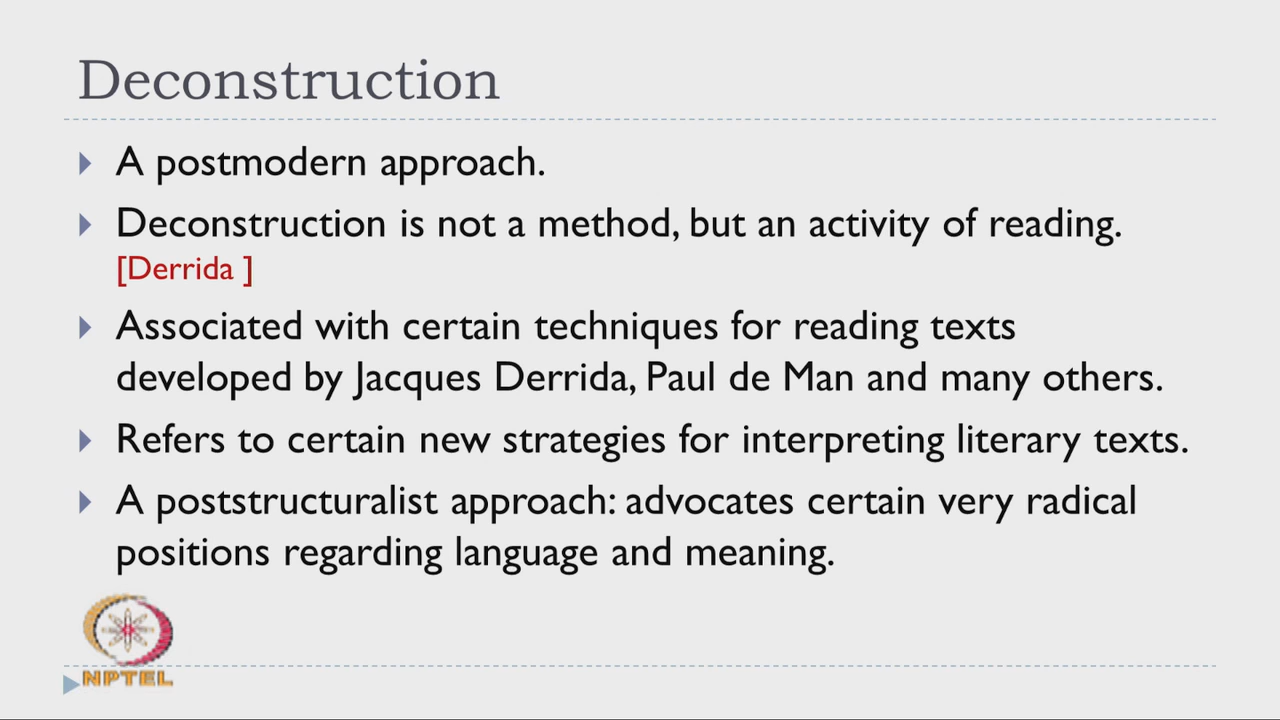 Deconstruction
A postmodern approach.
Deconstruction is not a method, but an activity of reading.
[Derrida ]
Associated with certain techniques for reading texts
developed by Jacques Derrida, Paul de Man and many others.
Refers to certain new strategies for interpreting literary texts.
A poststructuralist approach: advocates certain very radical
positions regarding language and meaning.
NPTEL